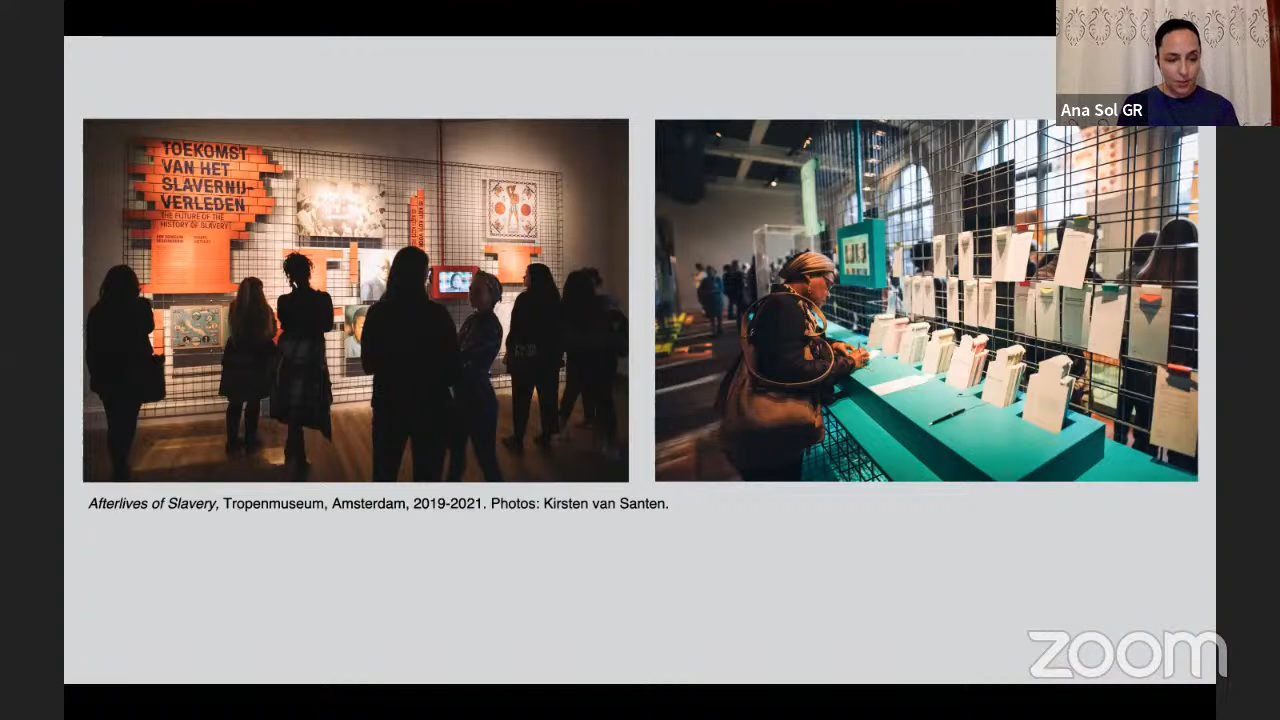 Ana Sol GR
TOEKOMST
VAN HET
SLAVERNIJ-
VERLEDEN
THE FUTURE OF THE
HISTORY OF SLAVERY
Afterlives of Slavery, Tropenmuseum, Amsterdam, 2019-2021. Photos: Kirsten van Santen.
zoom